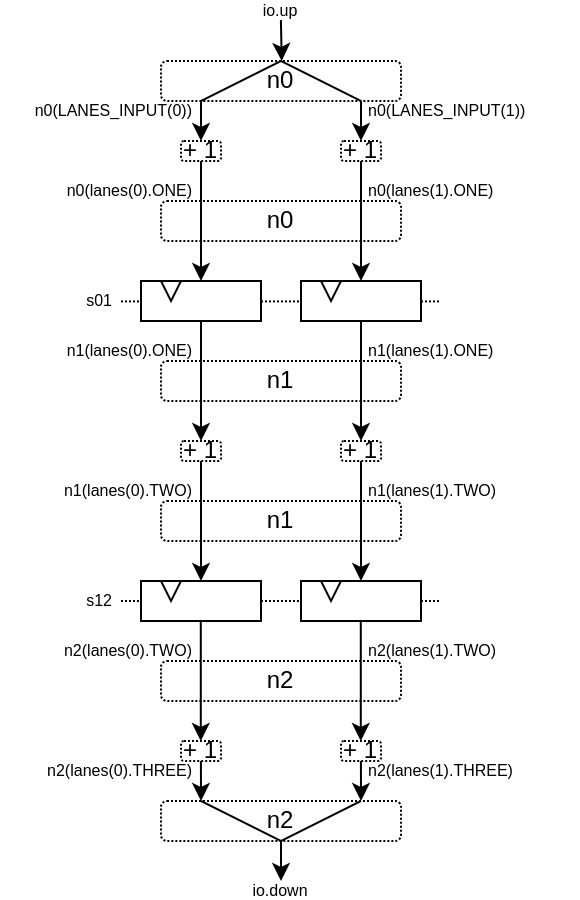 io.up
n0
n0(LANES_INPUT(0))
n0(LANES_INPUT(1))
+ 1
+ 1
n0(lanes(0).ONE)
n0(lanes(1).ONE)
n0
s01
n1(lanes(0).ONE)
n1(lanes(1).ONE)
n1
+ 1
+ 1
n1(lanes(0).TWO)
n1(lanes(1).TWO)
n1
s12
n2(lanes(0).TWO)
n2(lanes(1).TWO)
n2
+ 1
+ 1
n2(lanes(0).THREE)
n2(lanes(1).THREE)
n2
io.down